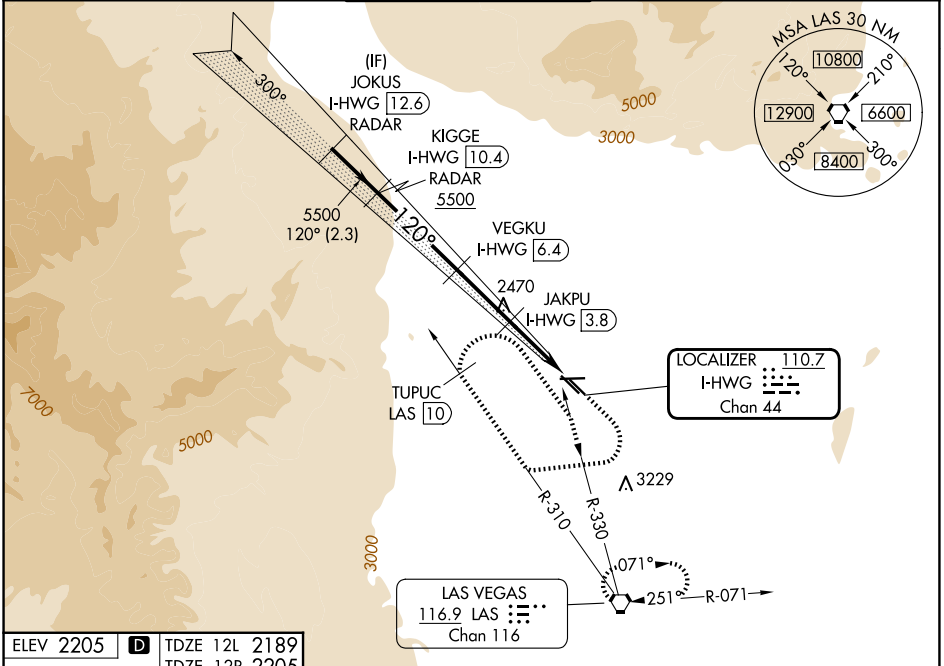 MSA LAS 30 NM
120°
10800
210°
12900
6600
030°
8400
300°
(IF)
JOKUS
I-HWG 12.6
RADAR
300°
KIGGE
I-HWG 10.4
RADAR
5500
5000
3000
5500
120° (2.3)
120°
VEGKU
I-HWG 6.4
2470
JAKPU
I-HWG 3.8
LOCALIZER 110.7
I-HWG
Chan 44
TUPUC
LAS 10
7000
5000
3229
R-310
R-330
3000
071°
251°
R-071
LAS VEGAS
116.9 LAS
Chan 116
ELEV 2205 D TDZE 12L 2189
TDZE 12R 2205